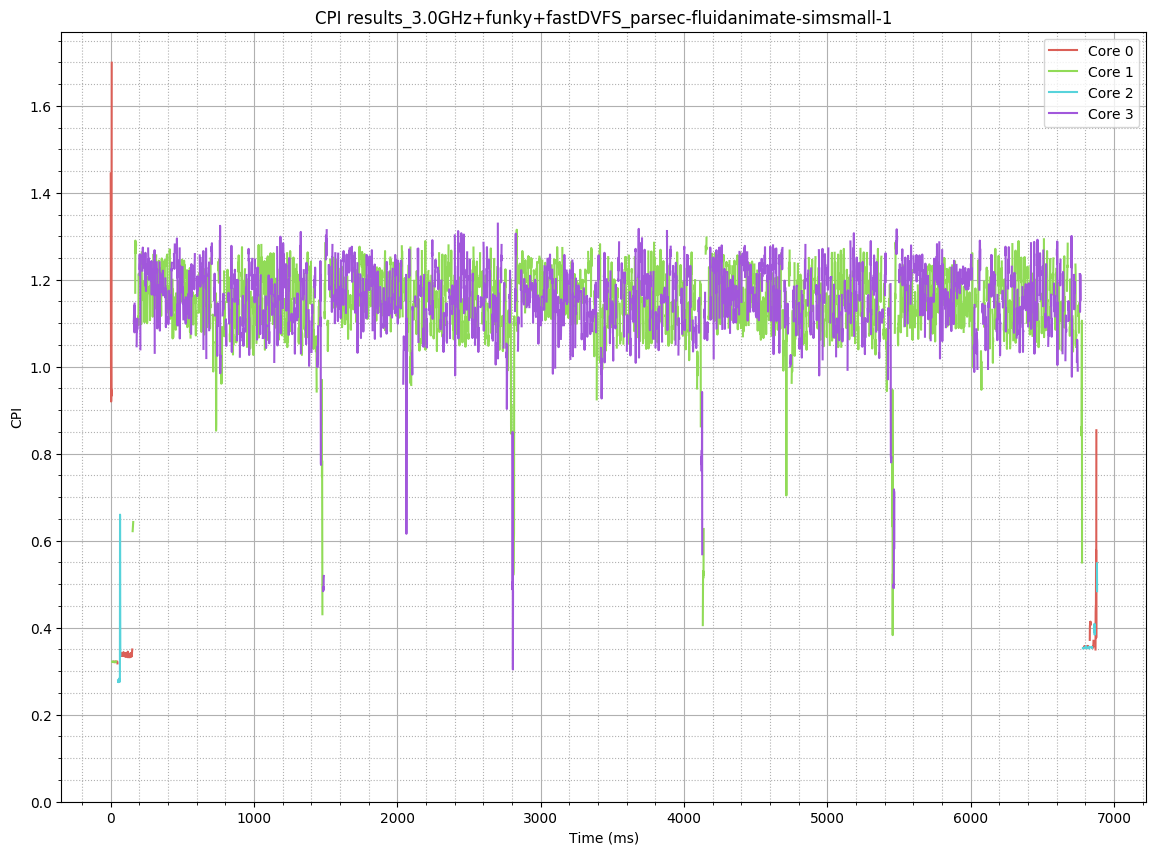 CPI results_3.0GHz+funky+fastDVFS_parsec-fluidanimate-simsmall-1
Core 0
Core 1
Core 2
Core 3
CPI
1.6
1.4
1.2
1.0
0.8
0.6
0.4
0.2
0.0
0 1000 2000 3000 4000 5000 6000 7000
Time (ms)